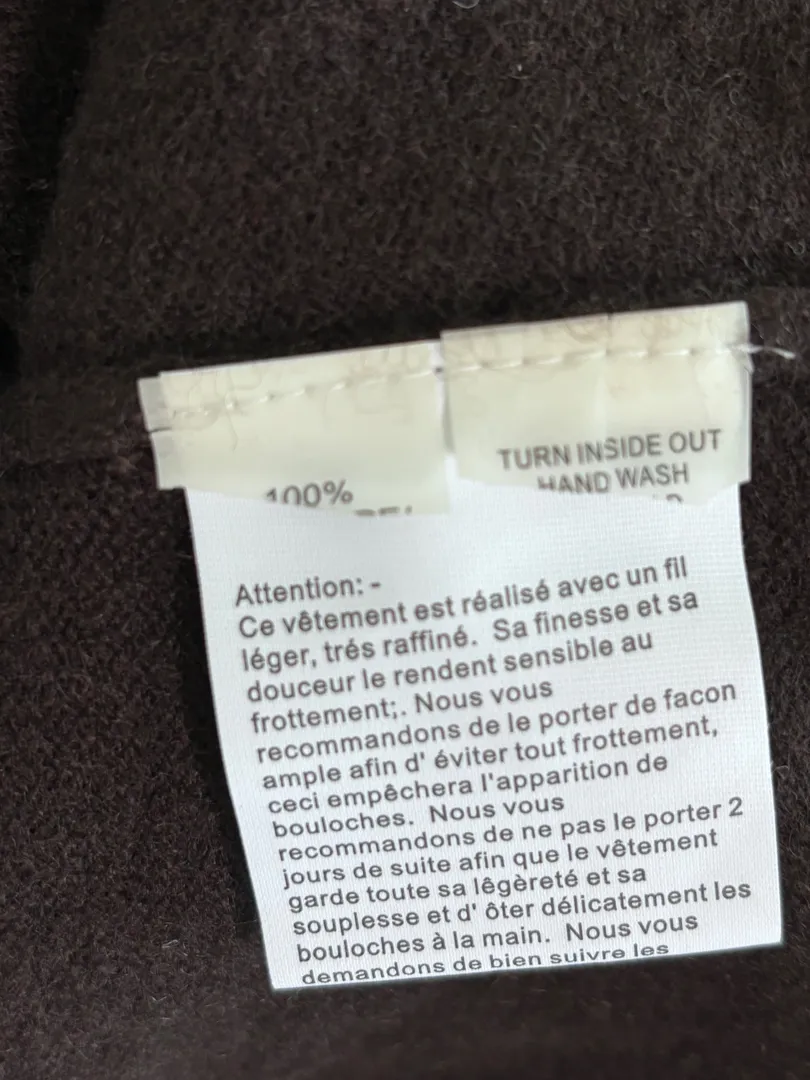 100%
TURN INSIDE OUT
HAND WASH
Attention: -
Ce vêtement est réalisé avec un fil
léger, trés raffiné. Sa finesse et sa
douceur le rendent sensible au
frottement;. Nous vous
recommandons de le porter de facon
ample afin d' éviter tout frottement,
ceci empêchera l'apparition de
bouloches. Nous vous
recommandons de ne pas le porter 2
jours de suite afin que le vêtement
garde toute sa lêgèreté et sa
souplesse et d' ôter délicatement les
bouloches à la main. Nous vous
demandons de bien suivre les